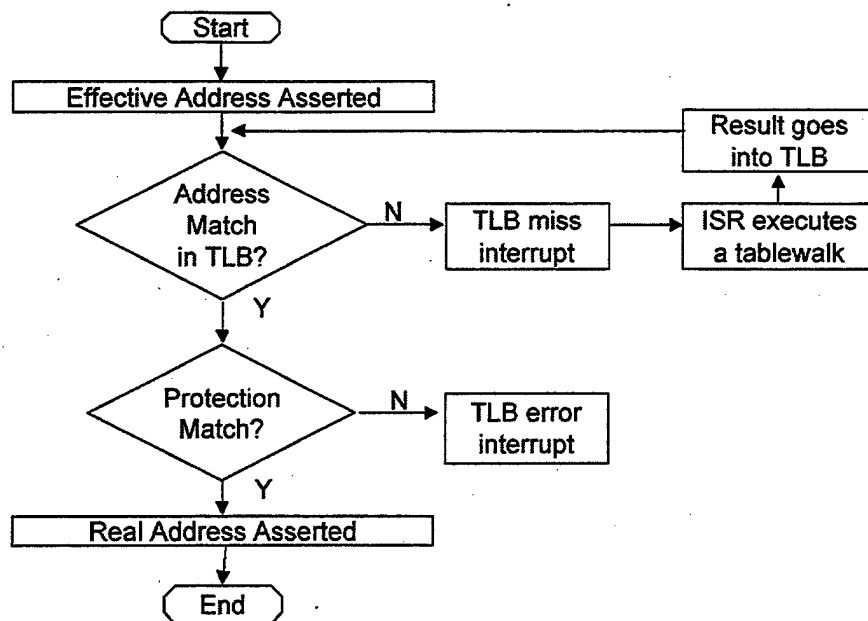 Start
Effective Address Asserted
Result goes
into TLB
Address
Match
in TLB?
N
TLB miss
interrupt
ISR executes
a tablewalk
Y
Protection
Match?
N
TLB error
interrupt
Y
Real Address Asserted
End